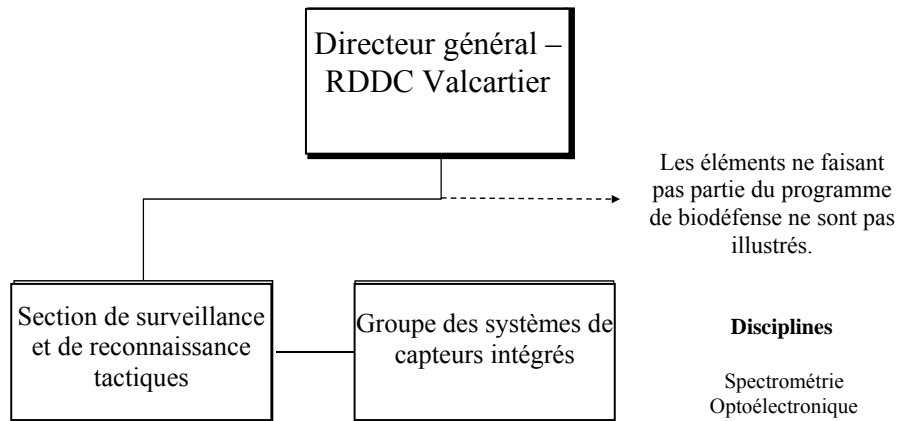 Directeur général –
RDDC Valcartier
Les éléments ne faisant
pas partie du programme
de biodéfense ne sont pas
illustrés.
Section de surveillance
et de reconnaissance
tactiques
Groupe des systèmes de
capteurs intégrés
Disciplines
Spectrométrie
Optoélectronique